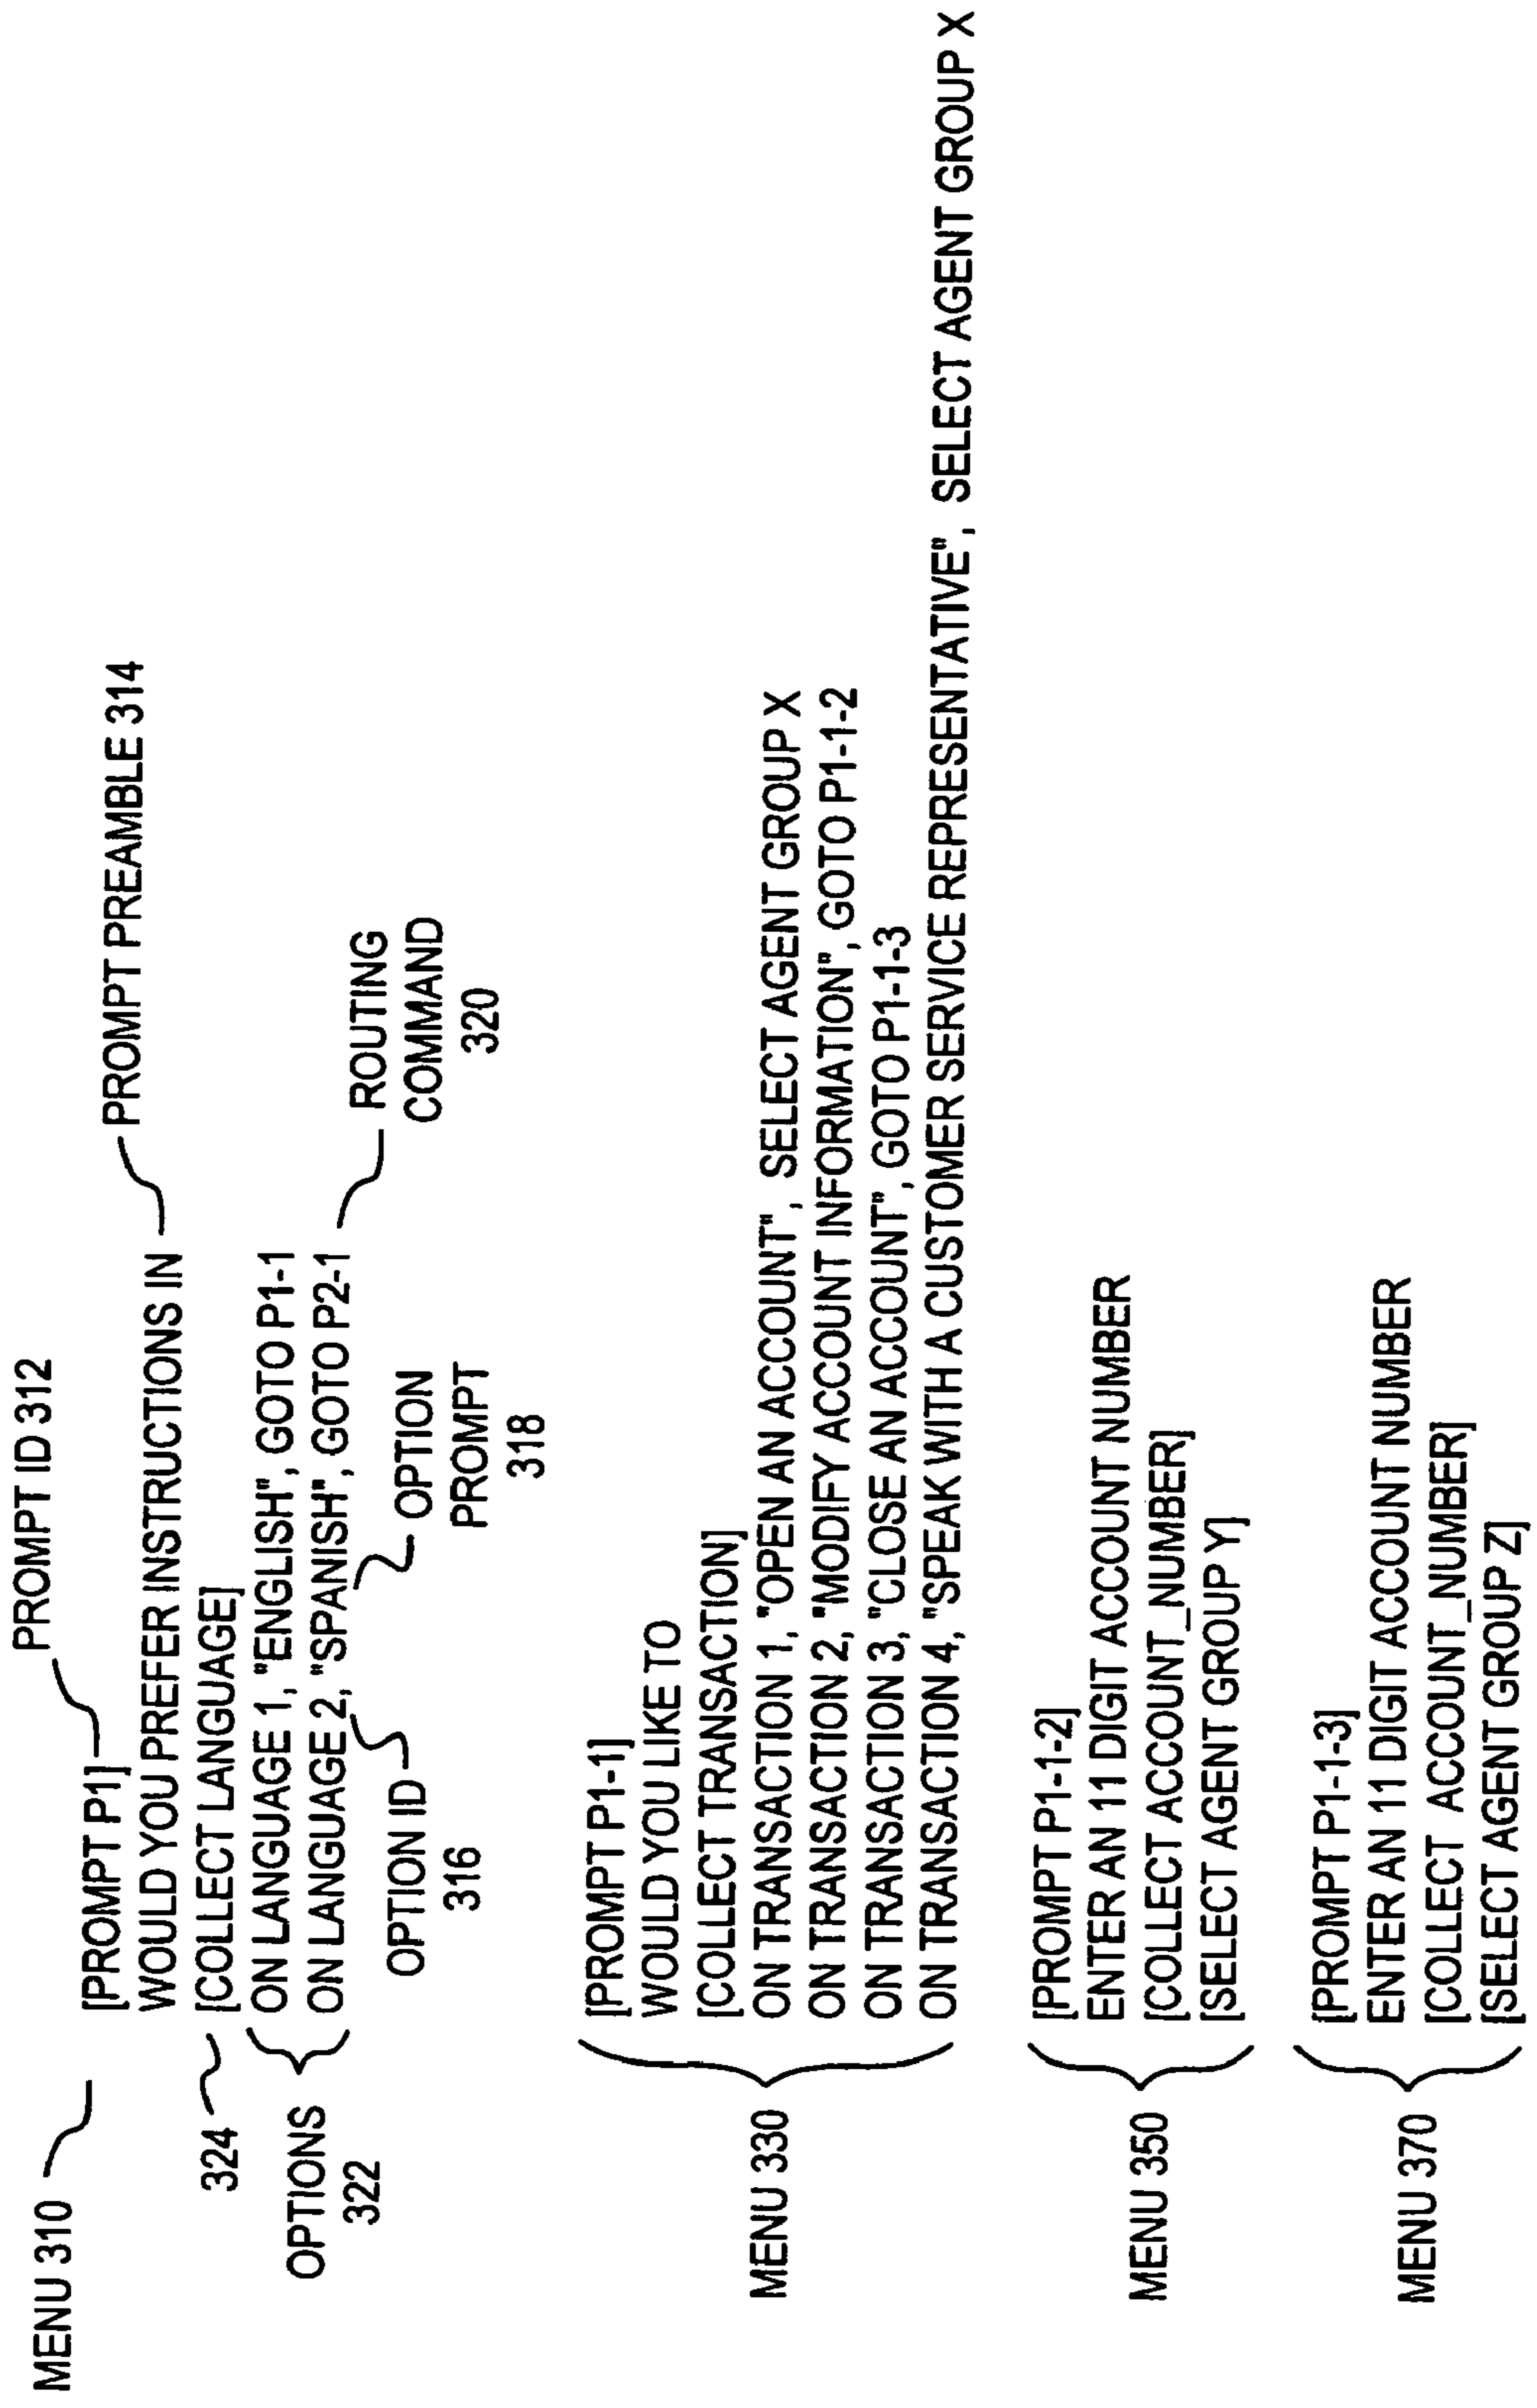 PROMPT ID 312
MENU 310
[PROMPT P1]
PROMPT PREAMBLE 314
WOULD YOU PREFER INSTRUCTIONS IN
324
[COLLECT LANGUAGE]
ON LANGUAGE 1, "ENGLISH", GOTO P1-1
OPTIONS
322
ON LANGUAGE 2, "SPANISH", GOTO P2-1
OPTION ID
316
OPTION
PROMPT
318
ROUTING
COMMAND
320
MENU 330
[PROMPT P1-1]
WOULD YOU LIKE TO
[COLLECT TRANSACTION]
ON TRANSACTION 1, "OPEN AN ACCOUNT", SELECT AGENT GROUP X
ON TRANSACTION 2, "MODIFY ACCOUNT INFORMATION", GOTO P1-1-2
ON TRANSACTION 3, "CLOSE AN ACCOUNT", GOTO P1-1-3
ON TRANSACTION 4, "SPEAK WITH A CUSTOMER SERVICE REPRESENTATIVE", SELECT AGENT GROUP X
MENU 350
[PROMPT P1-1-2]
ENTER AN 11 DIGIT ACCOUNT NUMBER
[COLLECT ACCOUNT_NUMBER]
[SELECT AGENT GROUP Y]
MENU 370
[PROMPT P1-1-3]
ENTER AN 11 DIGIT ACCOUNT NUMBER
[COLLECT ACCOUNT_NUMBER]
[SELECT AGENT GROUP Z]